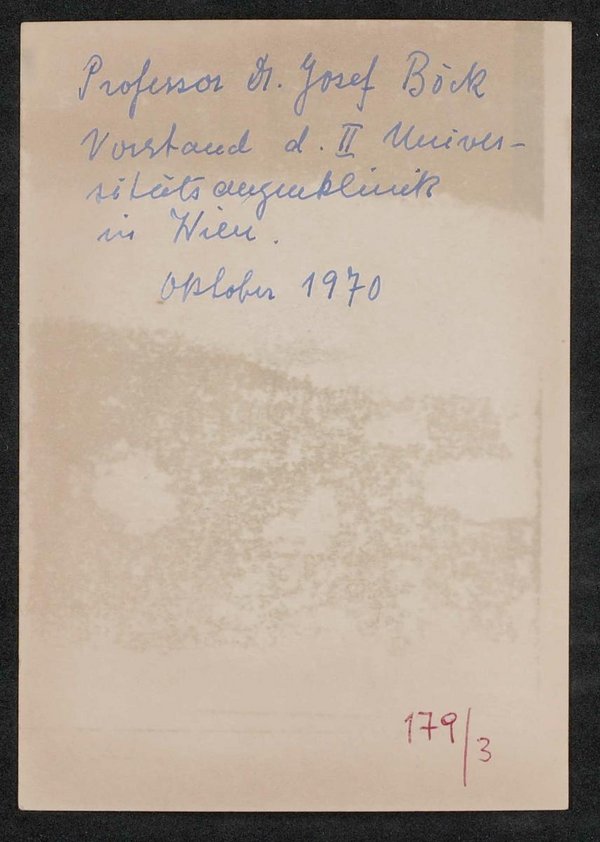 Professor Dr. Josef Böck
Vorstand d. II Univer-
sitätsaugenklinik
in Wien.
Oktober 1970
179/3